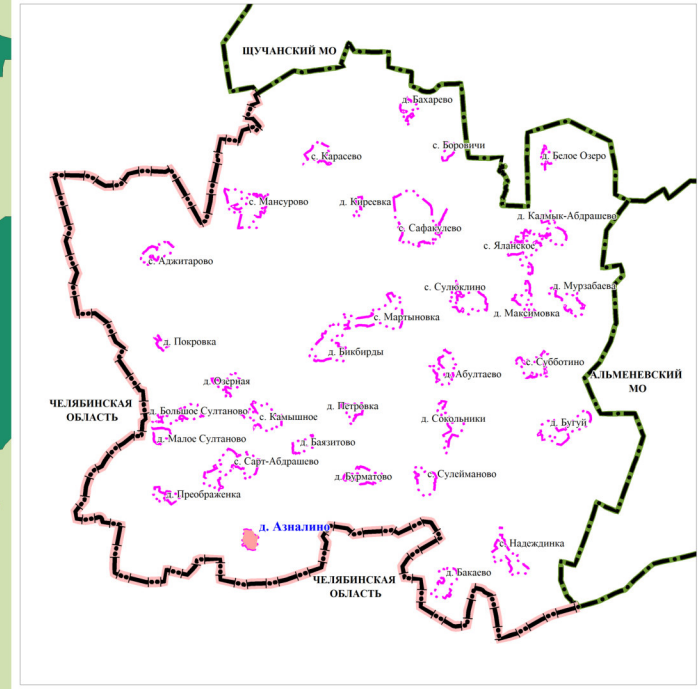 ЩУЧАНСКИЙ МО
д. Бахарево
с. Боровичи
с. Карасево
д. Белое Озеро
с. Мансурово
д. Киреевка
д. Калмык-Абдрашево
с. Сафакулево
с. Яланское
с. Аджитарово
с. Сулюклино
д. Мурзабаева
с. Мартыновка
д. Максимовка
д. Покровка
д. Бикбирды
с. Субботино
д. Абултаево
АЛЬМЕНЕВСКИЙ
МО
д. Озерная
ЧЕЛЯБИНСКАЯ
ОБЛАСТЬ
д. Большое Султаново
с. Камышное
д. Петровка
д. Сокольники
д. Бугуй
д. Малое Султаново
д. Баязитово
с. Сарт-Абдрашево
с. Сулейманово
д. Бурматово
д. Преображенка
д. Азналино
с. Надеждинка
ЧЕЛЯБИНСКАЯ
ОБЛАСТЬ
д. Бакаево